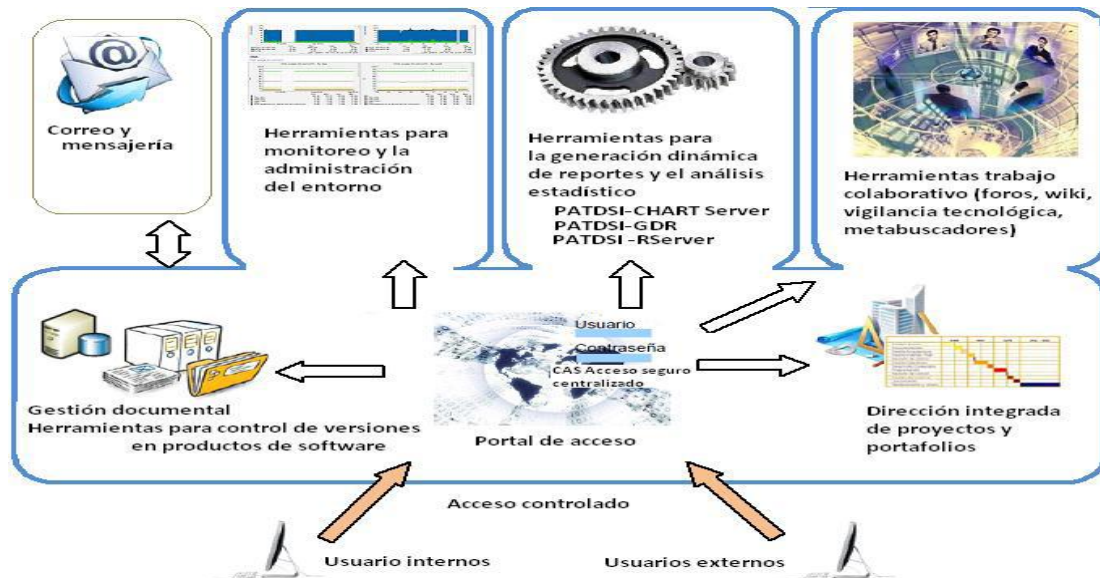 Correo y
mensajería
Herramientas para
monitoreo y la
administración
del entorno
Herramientas para
la generación dinámica
de reportes y el análisis
estadístico
PATDSI-CHART Server
PATDSI-GDR
PATDSI -RServer
Herramientas trabajo
colaborativo (foros, wiki,
vigilancia tecnológica,
metabuscadores)
Gestión documental
Herramientas para control de versiones
en productos de software
Usuario
Contraseña
CAS Acceso seguro
centralizado
Portal de acceso
Dirección integrada
de proyectos y
portafolios
Acceso controlado
Usuario internos
Usuarios externos